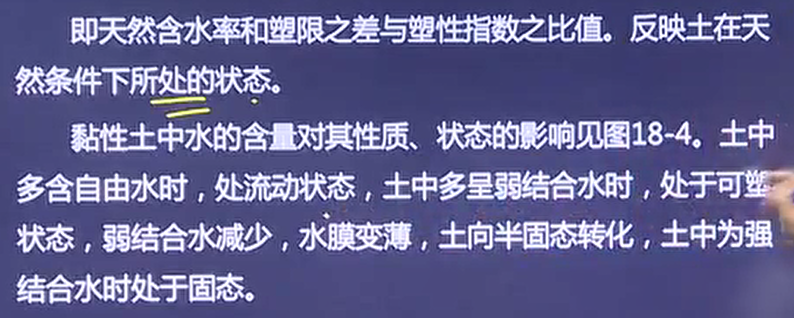 即天然含水率和塑限之差与塑性指数之比值。反映土在天
然条件下所处的状态。
黏性土中水的含量对其性质、状态的影响见图18-4。土中
多含自由水时，处流动状态，土中多呈弱结合水时，处于可塑
状态，弱结合水减少，水膜变薄，土向半固态转化，土中为强
结合水时处于固态。